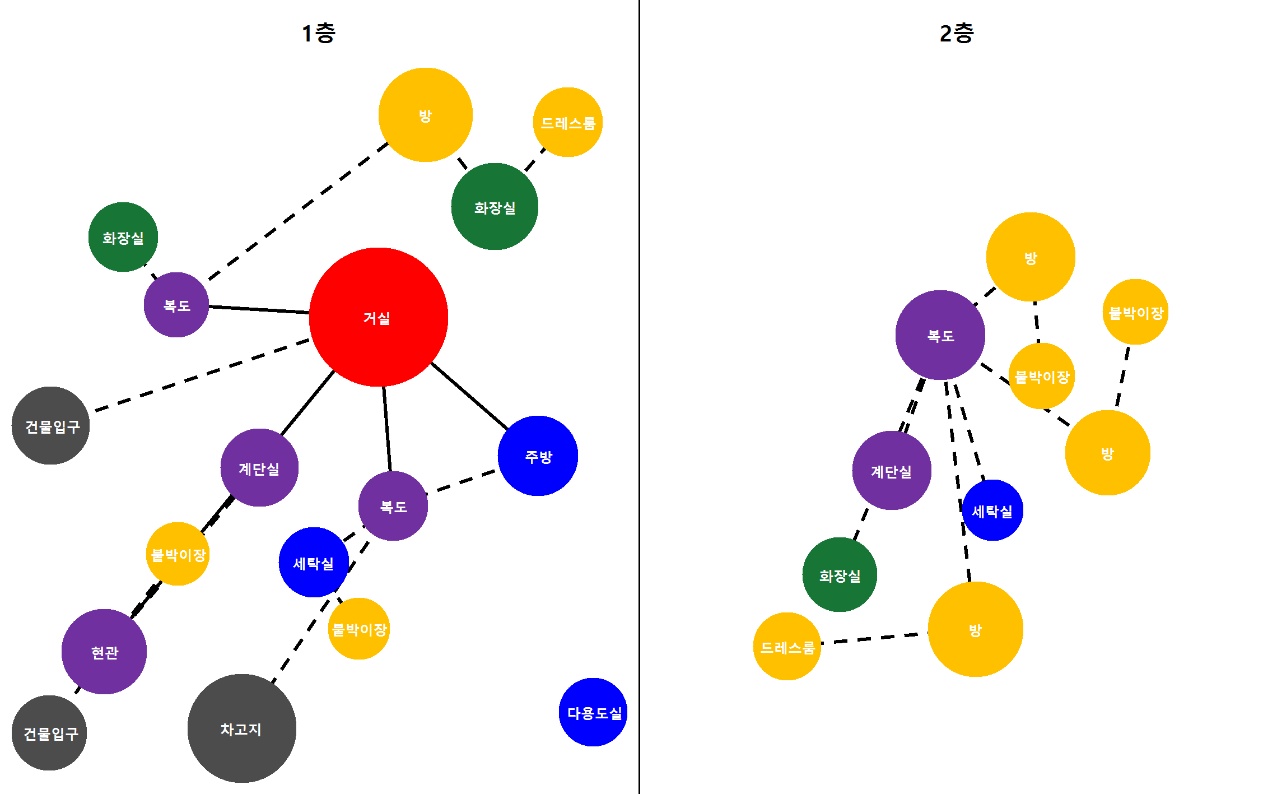 1층
방
드레스룸
화장실
화장실
복도
거실
건물입구
주방
계단실
복도
붙박이장
세탁실
붙박이장
현관
다용도실
차고지
건물입구
2층
방
붙박이장
복도
붙박이장
방
계단실
세탁실
화장실
방
드레스룸